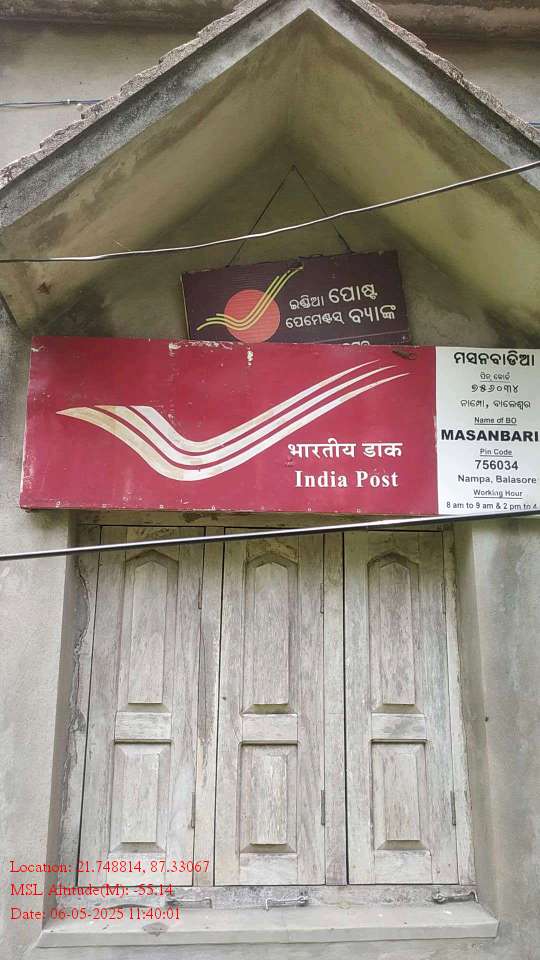 ଇଣ୍ଡିଆ ପୋଷ୍ଟ
ପେମେଣ୍ଟସ୍ ବ୍ୟାଙ୍କ
भारतीय डाक
India Post
ମସନବାଡିଆ
ପିନ୍ କୋଡ଼
୭୫୬୦୩୪
ନାମ୍ପୋ, ବାଲେଶ୍ୱର
Name of BO
MASANBARI
Pin Code
756034
Nampa, Balasore
Working Hour
8 am to 9 am & 2 pm to 4
Location: 21.748814, 87.33067
MSL Altitude(M): -55.14
Date: 06-05-2025 11:40:01